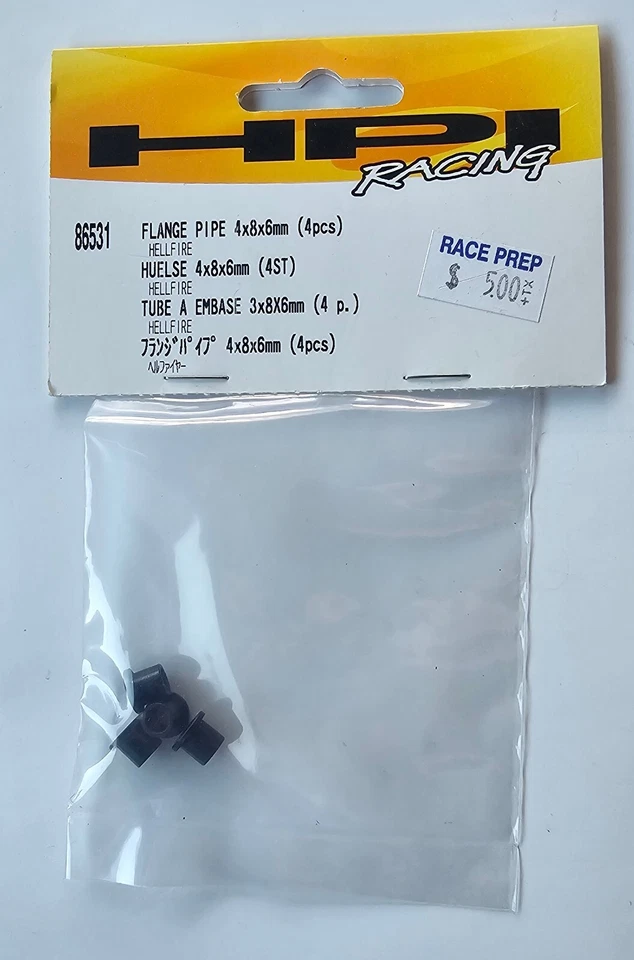 HPI
RACING
86531
FLANGE PIPE 4x8x6mm (4pcs)
HELLFIRE
HUELSE 4x8x6mm (4ST)
HELLFIRE
TUBE A EMBASE 3x8X6mm (4 p.)
HELLFIRE
フランジパイプ 4x8x6mm (4pcs)
ヘルファイヤー
RACE PREP
$ 5.00+TX